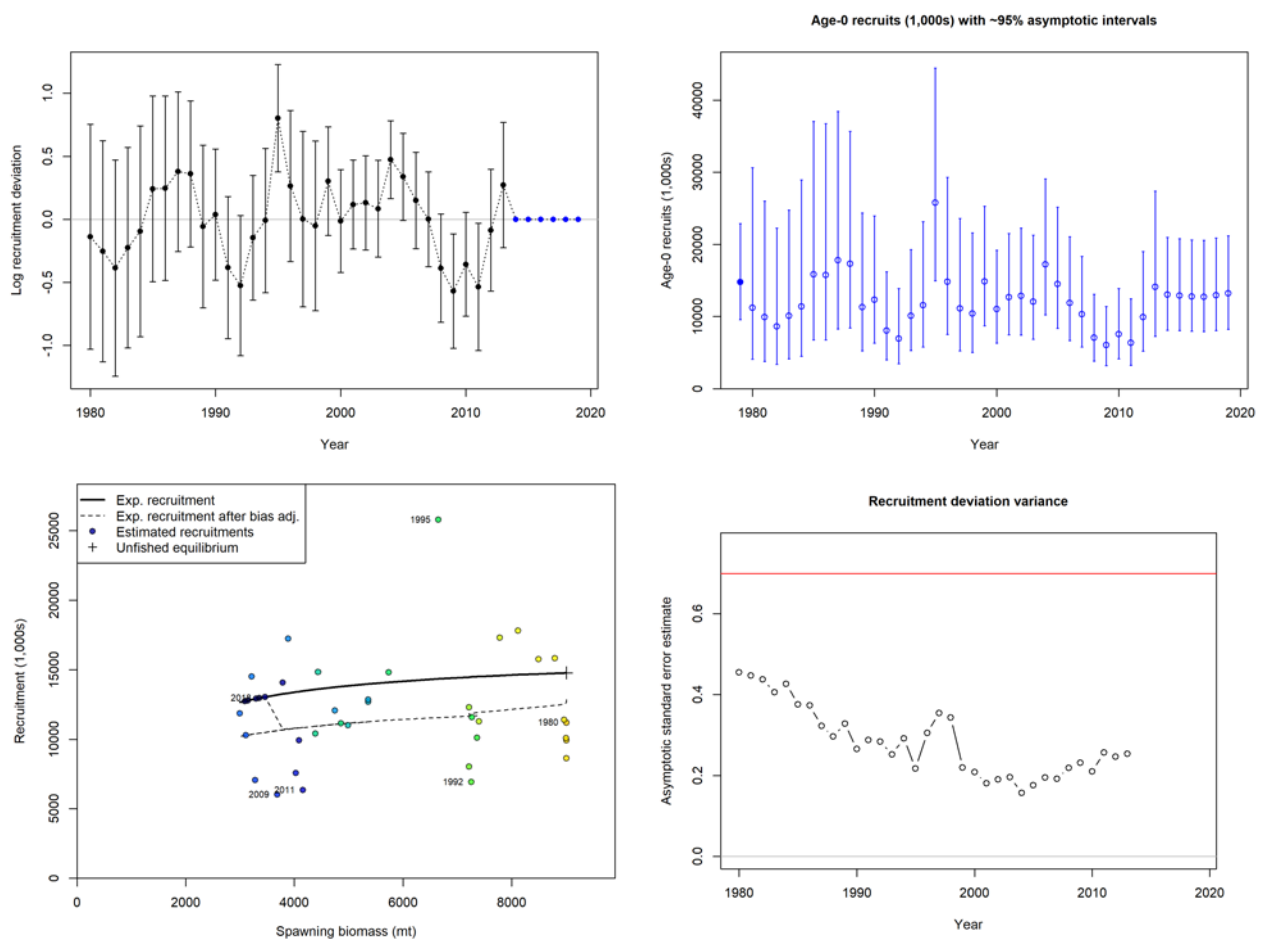 Log recruitment deviation
1.0
0.5
0.0
-0.5
-1.0
1980 1990 2000 2010 2020
Year
Age-0 recruits (1,000s) with ~95% asymptotic intervals
Age-0 recruits (1,000s)
40000
30000
20000
10000
0
1980 1990 2000 2010 2020
Year
Exp. recruitment
Exp. recruitment after bias adj.
Estimated recruitments
Unfished equilibrium
Recruitment (1,000s)
25000
20000
15000
10000
5000
0
1995
1980
1992
2009
2011
0 2000 4000 6000 8000
Spawning biomass (mt)
Recruitment deviation variance
Asymptotic standard error estimate
0.6
0.4
0.2
0.0
1980 1990 2000 2010 2020
Year